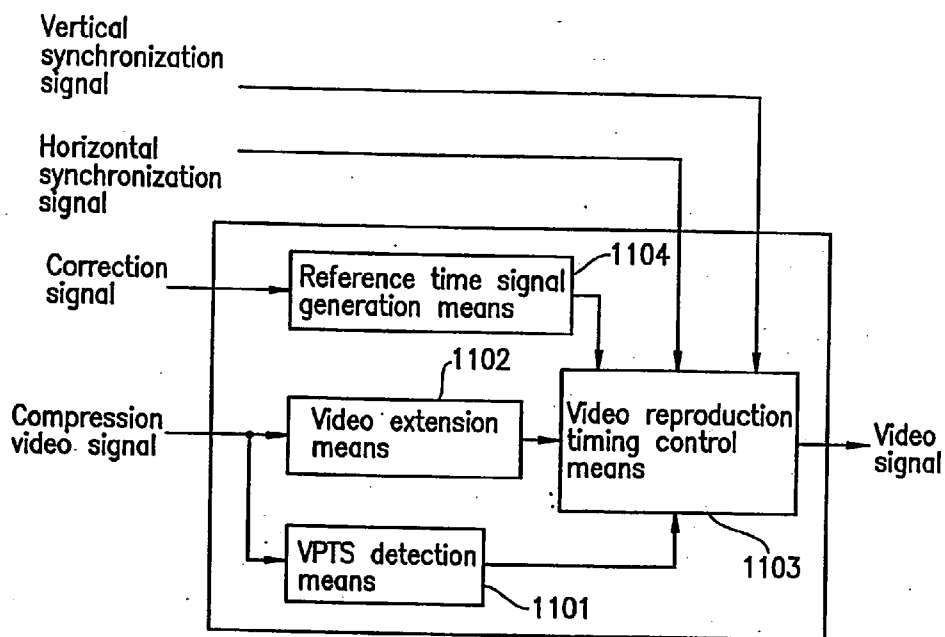 Vertical
synchronization
signal
Horizontal
synchronization
signal
Correction
signal
Reference time signal
generation means
1104
1102
Compression
video signal
Video extension
means
Video reproduction
timing control
means
Video
signal
1103
VPTS detection
means
1101